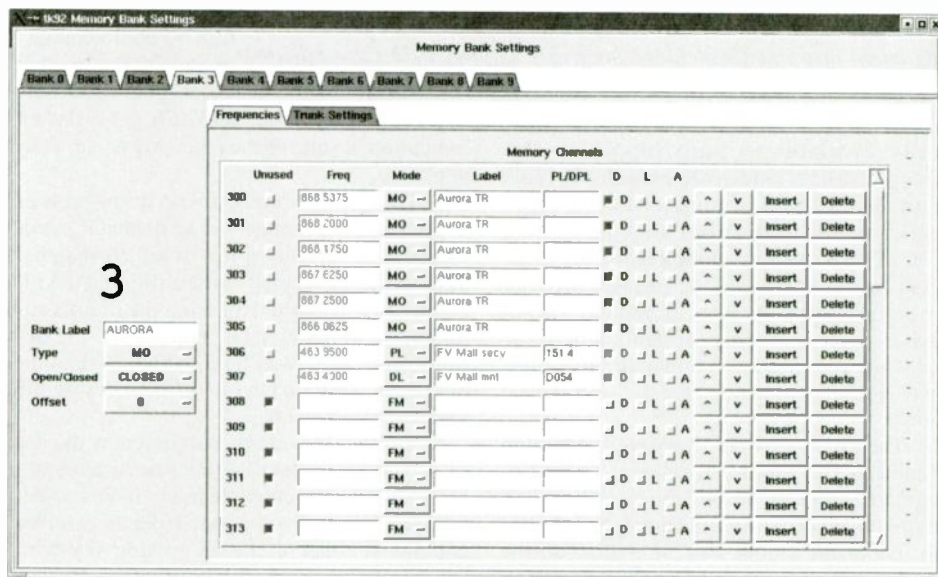 tk92 Memory Bank Settings
Memory Bank Settings
Bank 0 Bank 1 Bank 2 Bank 3 Bank 4 Bank 5 Bank 6 Bank 7 Bank 8 Bank 9
Frequencies Trunk Settings
Memory Channels
Unused Freq Mode Label PL/DPL D L A
300 868.5375 MO Aurora TR D L A ^ v Insert Delete
301 868.2000 MO Aurora TR D L A ^ v Insert Delete
302 868.1750 MO Aurora TR D L A ^ v Insert Delete
303 867.6250 MO Aurora TR D L A ^ v Insert Delete
304 867.2500 MO Aurora TR D L A ^ v Insert Delete
305 866.0625 MO Aurora TR D L A ^ v Insert Delete
306 463.9500 PL FV Mall secy 151.4 D L A ^ v Insert Delete
307 463.4300 DL FV Mall mnt D054 D L A ^ v Insert Delete
308 FM D L A ^ v Insert Delete
309 FM D L A ^ v Insert Delete
310 FM D L A ^ v Insert Delete
311 FM D L A ^ v Insert Delete
312 FM D L A ^ v Insert Delete
313 FM D L A ^ v Insert Delete
3
Bank Label AURORA
Type MO
Open/Closed CLOSED
Offset 0